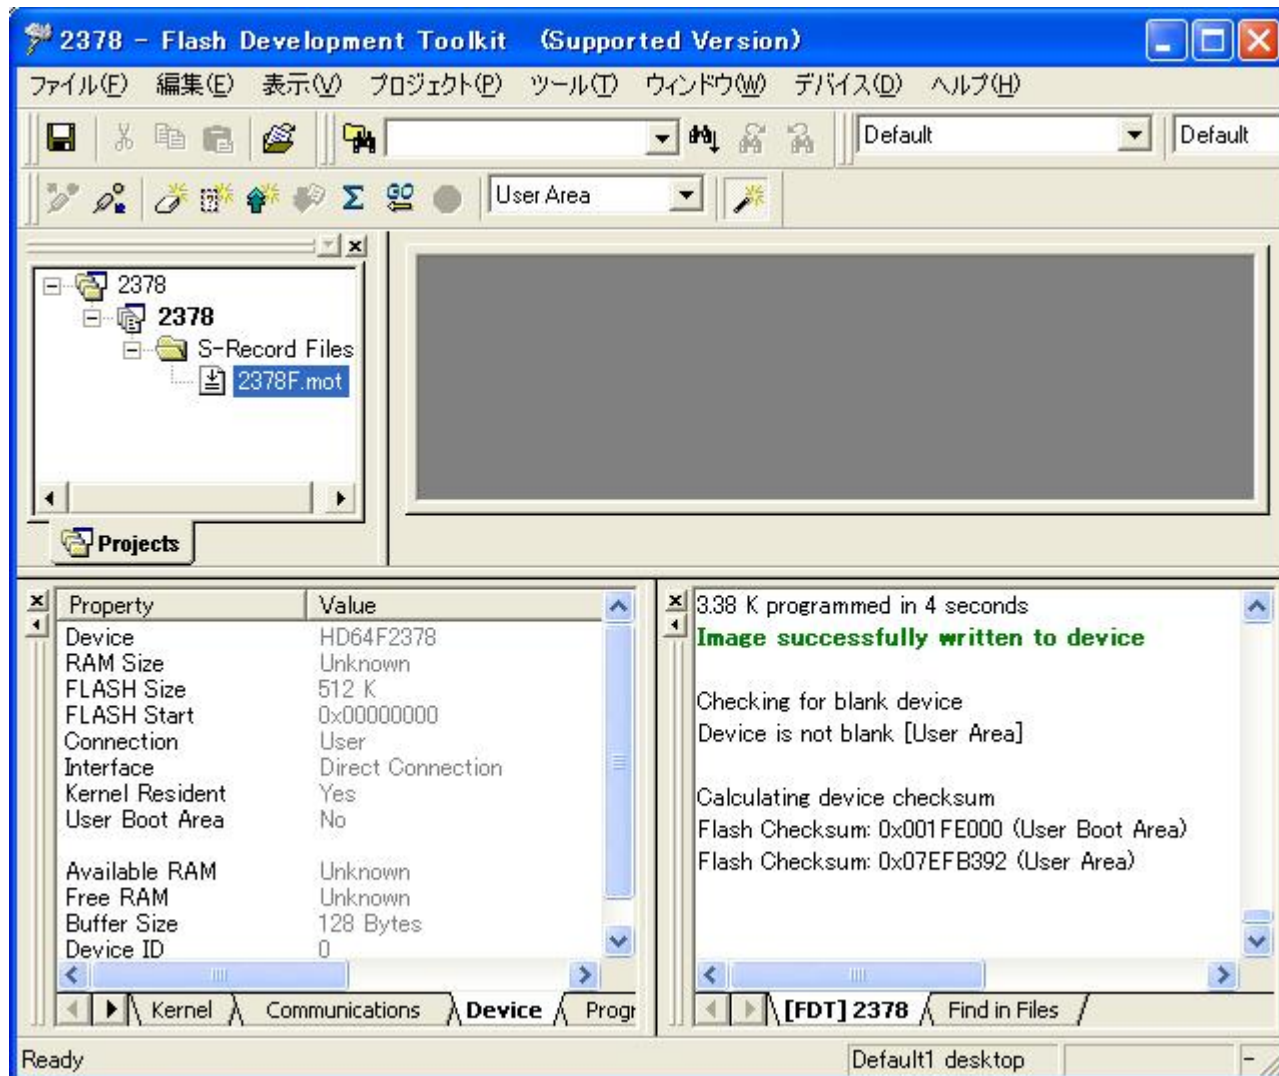 2378 - Flash Development Toolkit (Supported Version)
ファイル(F) 編集(E) 表示(V) プロジェクト(P) ツール(T) ウィンドウ(W) デバイス(D) ヘルプ(H)
Default Default
GO User Area
2378
2378
S-Record Files
2378F.mot
Projects
Property Value
Device HD64F2378
RAM Size Unknown
FLASH Size 512 K
FLASH Start 0x00000000
Connection User
Interface Direct Connection
Kernel Resident Yes
User Boot Area No
Available RAM Unknown
Free RAM Unknown
Buffer Size 128 Bytes
Device ID 0
Kernel Communications Device Progr
3.38 K programmed in 4 seconds
Image successfully written to device
Checking for blank device
Device is not blank [User Area]
Calculating device checksum
Flash Checksum: 0x001FE000 (User Boot Area)
Flash Checksum: 0x07EFB392 (User Area)
[FDT] 2378 Find in Files
Ready Default1 desktop